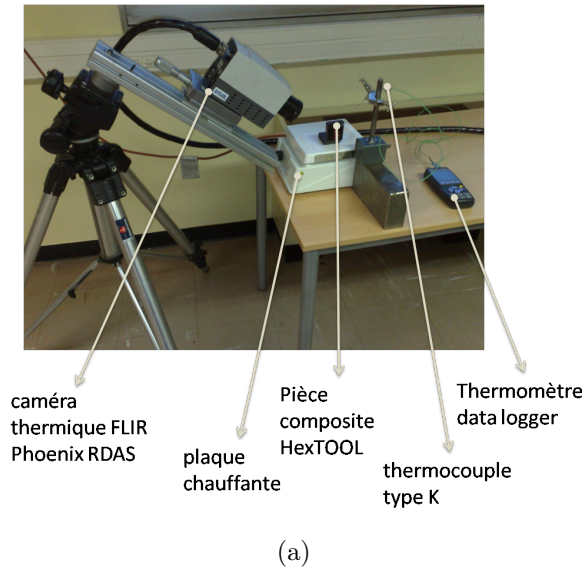 caméra
thermique FLIR
Phoenix RDAS
plaque
chauffante
Pièce
composite
HexTOOL
thermocouple
type K
Thermomètre
data logger
(a)